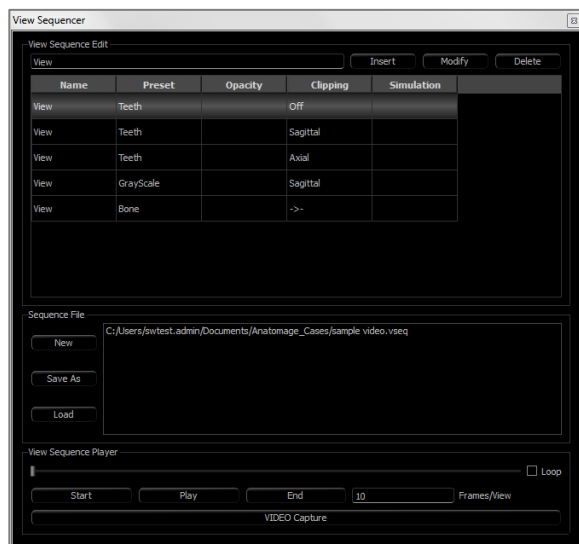 View Sequencer
View Sequence Edit
View Insert Modify Delete
Name Preset Opacity Clipping Simulation
View Teeth Off
View Teeth Sagittal
View Teeth Axial
View GrayScale Sagittal
View Bone ->-
Sequence File
C:/Users/swtest.admin/Documents/Anatomage_Cases/sample video.vseq
New
Save As
Load
View Sequence Player
Loop
Start Play End 10 Frames/View
VIDEO Capture